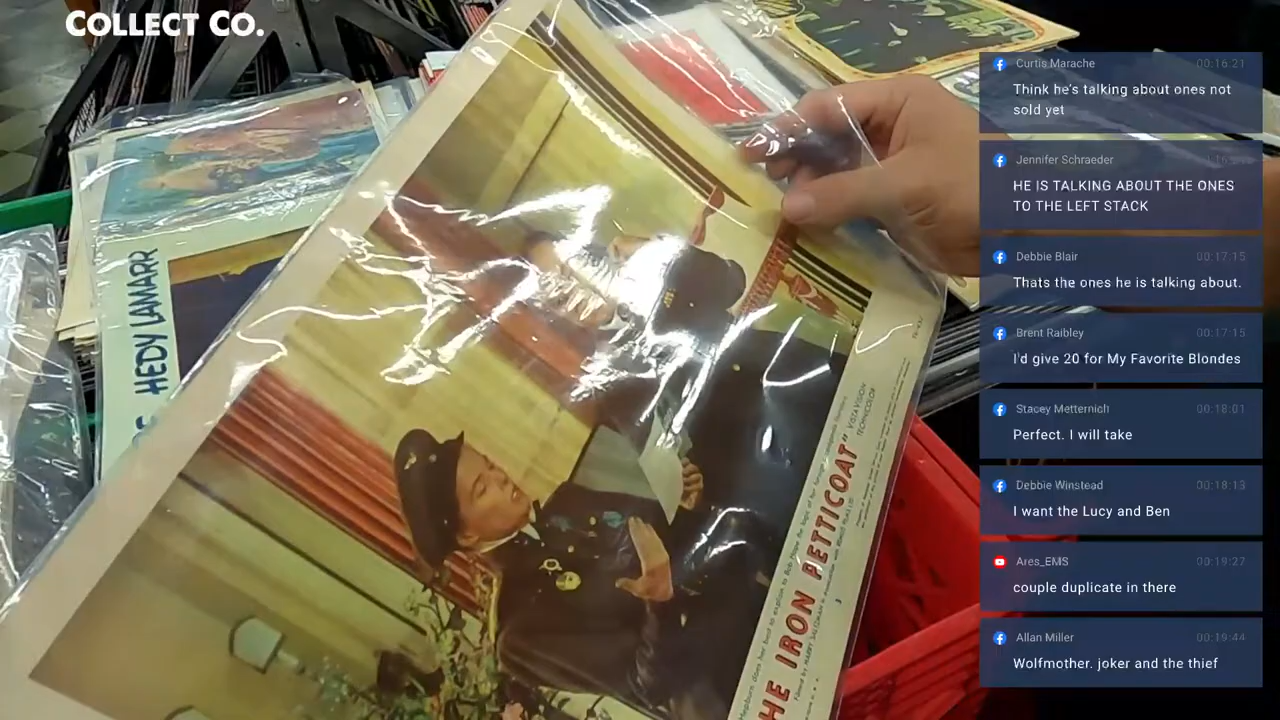 COLLECT CO.
HEDY LAMARR
HE IRON PETTICOAT"
VISTAVISION
TECHNICOLOR
Curtis Marache 00:16:21
Think he's talking about ones not
sold yet
Jennifer Schraeder
HE IS TALKING ABOUT THE ONES
TO THE LEFT STACK
Debbie Blair 00:17:15
Thats the ones he is talking about.
Brent Raibley 00:17:15
I'd give 20 for My Favorite Blondes
Stacey Metternich 00:18:01
Perfect. I will take
Debbie Winstead 00:18:13
I want the Lucy and Ben
Ares_EMS 00:19:27
couple duplicate in there
Allan Miller 00:19:44
Wolfmother. joker and the thief